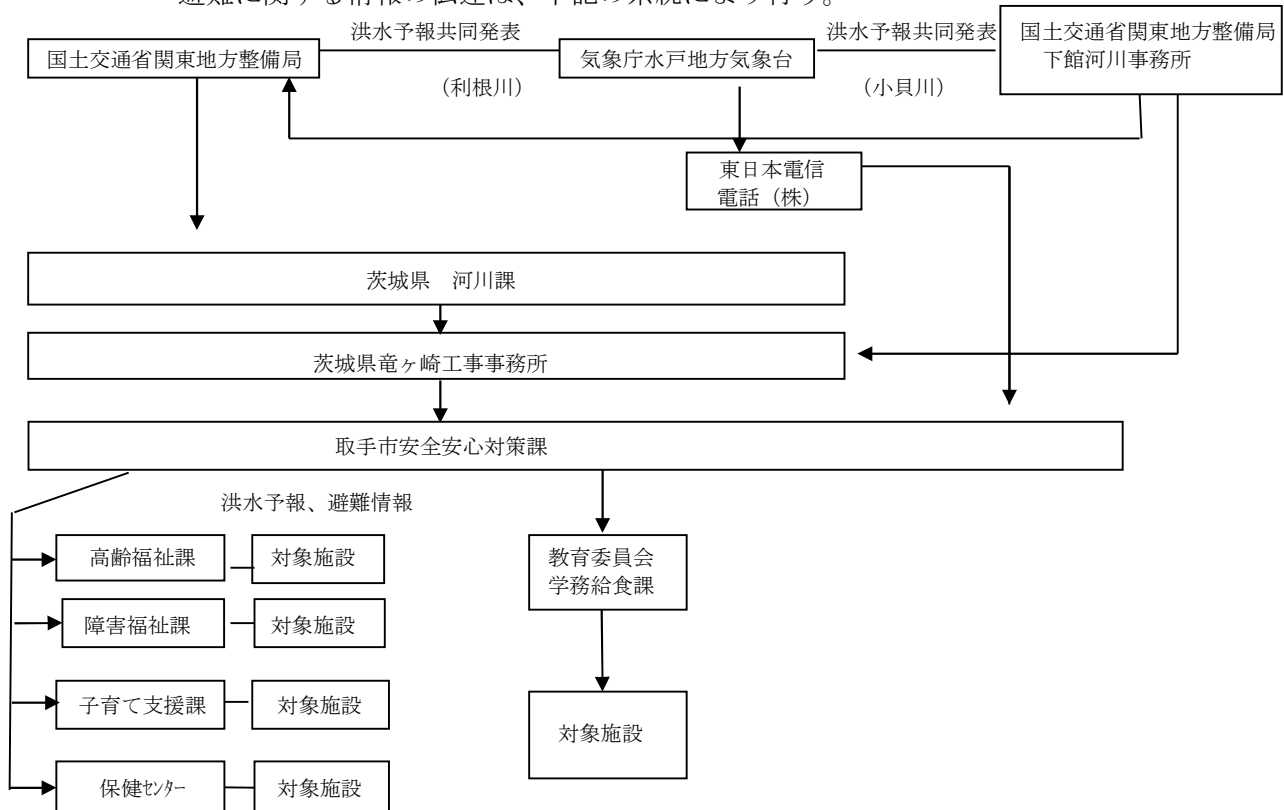 避難に関する情報の伝達は、下記の系統により行う。
洪水予報共同発表
洪水予報共同発表
国土交通省関東地方整備局
気象庁水戸地方気象台
国土交通省関東地方整備局
下館河川事務所
(利根川)
(小貝川)
東日本電信
電話(株)
茨城県　河川課
茨城県竜ヶ崎工事事務所
取手市安全安心対策課
洪水予報、避難情報
高齢福祉課
対象施設
教育委員会
学務給食課
障害福祉課
対象施設
子育て支援課
対象施設
対象施設
保健ｾﾝﾀｰ
対象施設